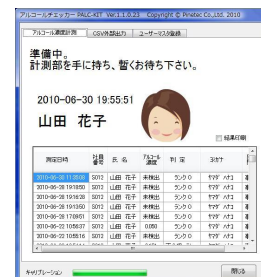 アルコールチェッカー PALC-KIT Ver.1.1.0.23 Copyright © Pinetec Co.,Ltd. 2010
アルコール濃度計測 CSV外部出力 ユーザーマスタ登録
準備中。
計測部を手に持ち、暫くお待ち下さい。
2010-06-30 19:55:51
山田 花子
結果印刷
測定日時 社員番号 氏 名 アルコール濃度 判 定 ヨミガナ
2010-06-30 11:35:09 S012 山田 花子 未検出 ランク0 ヤマダ ハナコ
2010-06-28 19:18:50 S012 山田 花子 未検出 ランク0 ヤマダ ハナコ
2010-06-28 19:16:28 S012 山田 花子 未検出 ランク0 ヤマダ ハナコ
2010-06-28 19:13:50 S012 山田 花子 未検出 ランク0 ヤマダ ハナコ
2010-06-28 17:09:51 S012 山田 花子 未検出 ランク0 ヤマダ ハナコ
2010-06-22 10:56:37 S012 山田 花子 0.050 ランク0 ヤマダ ハナコ
2010-06-22 10:55:16 S012 山田 花子 未検出 ランク0 ヤマダ ハナコ
キャリブレーション 閉じる